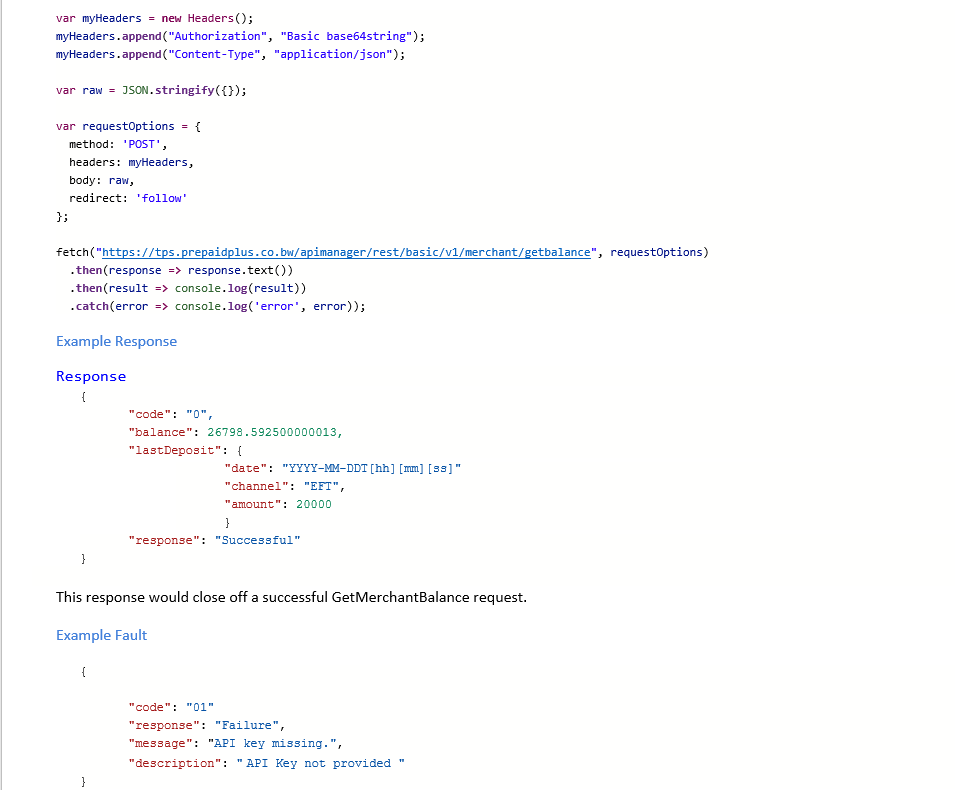 var myHeaders = new Headers();
myHeaders.append("Authorization", "Basic base64string");
myHeaders.append("Content-Type", "application/json");
var raw = JSON.stringify({});
var requestOptions = {
method: 'POST',
headers: myHeaders,
body: raw,
redirect: 'follow'
};
fetch("https://tps.prepaidplus.co.bw/apimanager/rest/basic/v1/merchant/getbalance", requestOptions)
.then(response => response.text())
.then(result => console.log(result))
.catch(error => console.log('error', error));
Example Response
Response
{
"code": "0",
"balance": 26798.592500000013,
"lastDeposit": {
"date": "YYYY-MM-DDT[hh][mm][ss]"
"channel": "EFT",
"amount": 20000
}
"response": "Successful"
}
This response would close off a successful GetMerchantBalance request.
Example Fault
{
"code": "01"
"response": "Failure",
"message": "API key missing.",
"description": " API Key not provided "
}